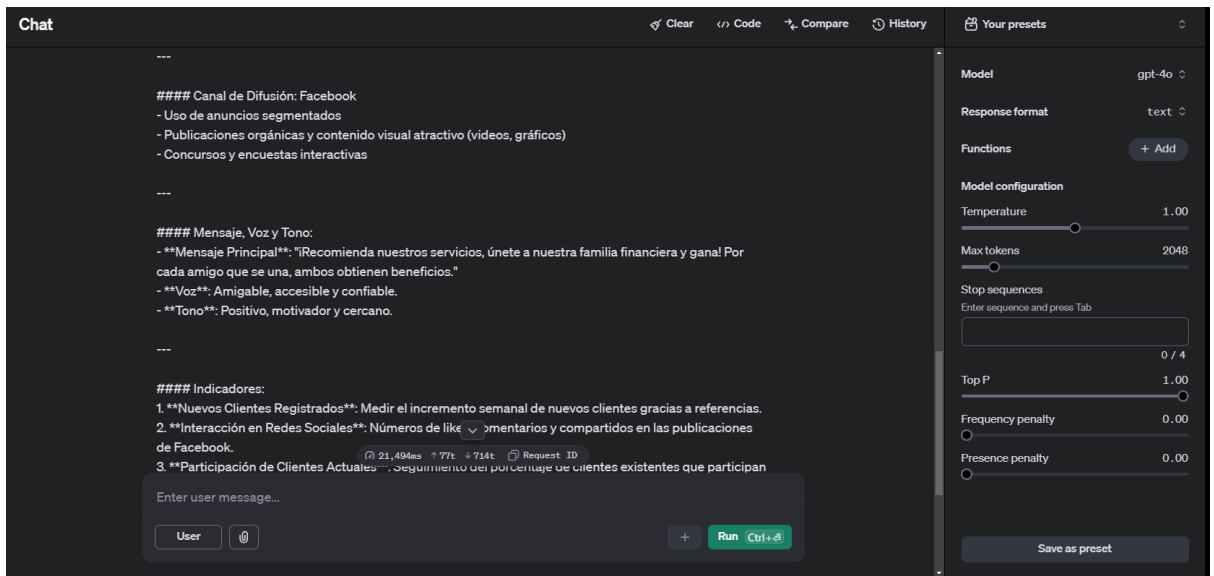 Chat
Clear
</> Code
Compare
History
Your presets
---
#### Canal de Difusión: Facebook
- Uso de anuncios segmentados
- Publicaciones orgánicas y contenido visual atractivo (videos, gráficos)
- Concursos y encuestas interactivas
---
#### Mensaje, Voz y Tono:
- **Mensaje Principal**: "¡Recomienda nuestros servicios, únete a nuestra familia financiera y gana! Por
cada amigo que se una, ambos obtienen beneficios."
- **Voz**: Amigable, accesible y confiable.
- **Tono**: Positivo, motivador y cercano.
---
#### Indicadores:
1. **Nuevos Clientes Registrados**: Medir el incremento semanal de nuevos clientes gracias a referencias.
2. **Interacción en Redes Sociales**: Números de like omentarios y compartidos en las publicaciones
de Facebook.
21,494ms ↑77t ↓714t Request ID
3. **Participación de Clientes Actuales**: Seguimiento del porcentaje de clientes existentes que participan
Enter user message...
User
+
Run Ctrl+⏎
Model gpt-4o
Response format text
Functions + Add
Model configuration
Temperature 1.00
Max tokens 2048
Stop sequences
Enter sequence and press Tab
0 / 4
Top P 1.00
Frequency penalty 0.00
Presence penalty 0.00
Save as preset